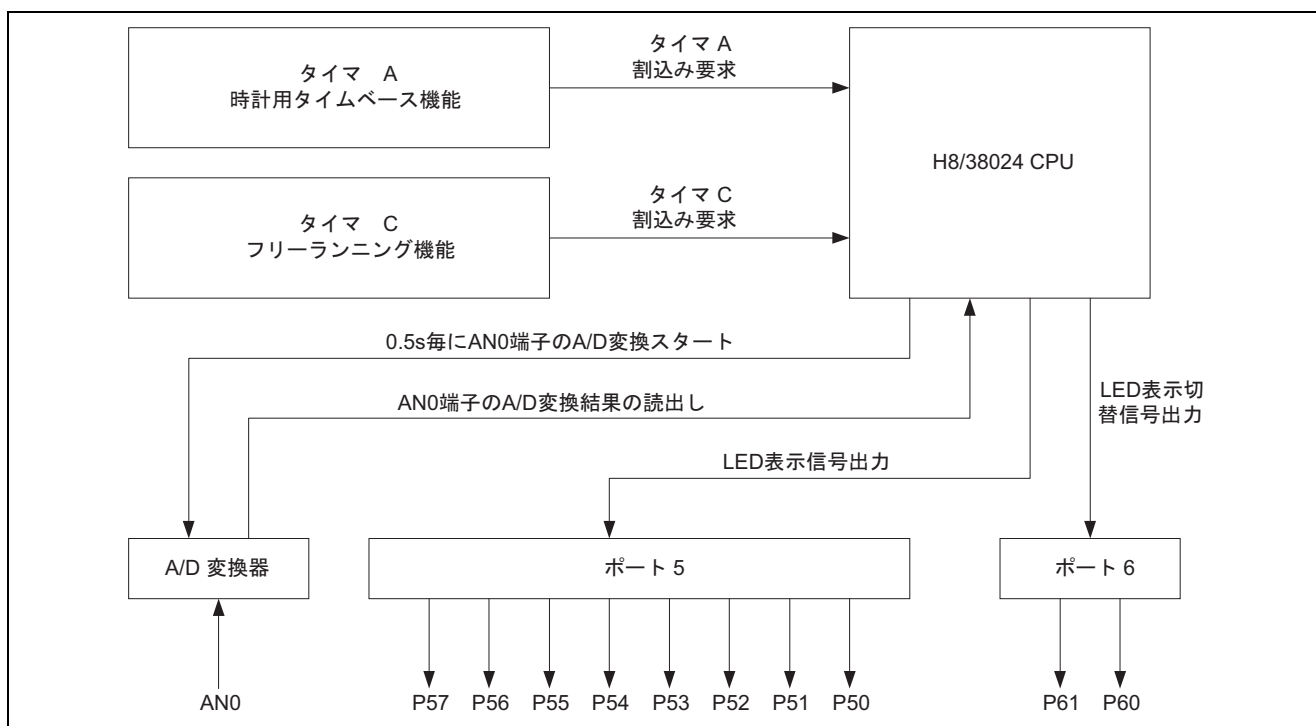 タイマ　A
時計用タイムベース機能
タイマ A
割込み要求
H8/38024 CPU
タイマ　C
フリーランニング機能
タイマ C
割込み要求
0.5s毎にAN0端子のA/D変換スタート
AN0端子のA/D変換結果の読出し
LED表示切
替信号出力
LED表示信号出力
A/D 変換器
ポート 5
ポート 6
AN0
P57 P56 P55 P54 P53 P52 P51 P50
P61 P60